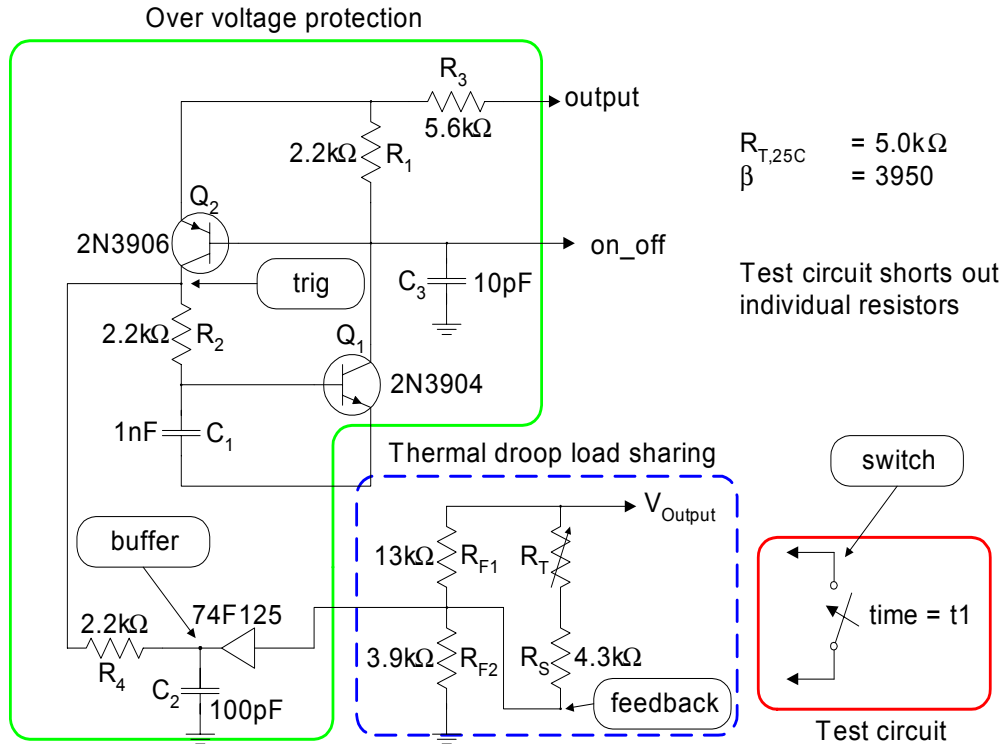 Over voltage protection
R3
output
5.6kΩ
2.2kΩ
R1
RT,25C = 5.0kΩ
β = 3950
Q2
2N3906
on_off
trig
C3
10pF
Test circuit shorts out
individual resistors
2.2kΩ
R2
Q1
2N3904
1nF
C1
Thermal droop load sharing
switch
VOutput
buffer
13kΩ
RF1
RT
74F125
time = t1
2.2kΩ
R4
3.9kΩ
RF2
RS
4.3kΩ
C2
100pF
feedback
Test circuit